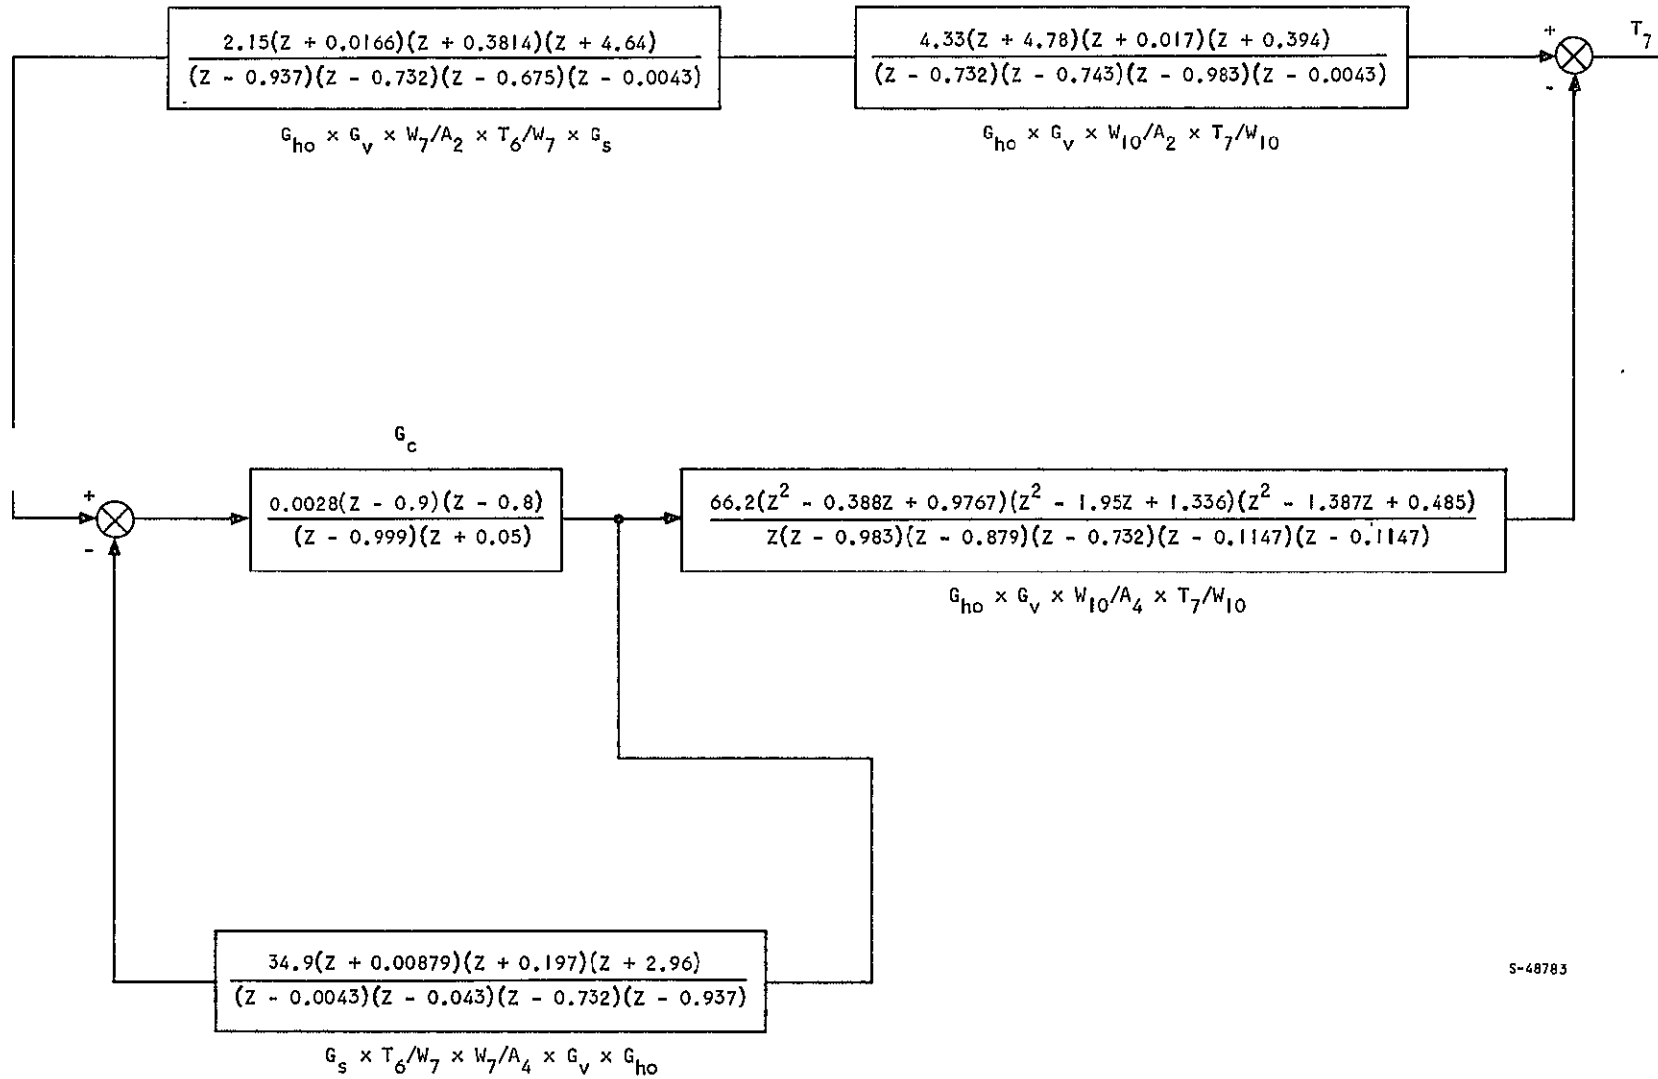 2.15(Z + 0.0166)(Z + 0.3814)(Z + 4.64)
(Z - 0.937)(Z - 0.732)(Z - 0.675)(Z - 0.0043)
G_ho x G_v x W_7/A_2 x T_6/W_7 x G_s
4.33(Z + 4.78)(Z + 0.017)(Z + 0.394)
(Z - 0.732)(Z - 0.743)(Z - 0.983)(Z - 0.0043)
G_ho x G_v x W_10/A_2 x T_7/W_10
+
-
T_7
G_c
+
-
0.0028(Z - 0.9)(Z - 0.8)
(Z - 0.999)(Z + 0.05)
66.2(Z² - 0.388Z + 0.9767)(Z² - 1.95Z + 1.336)(Z² - 1.387Z + 0.485)
Z(Z - 0.983)(Z - 0.879)(Z - 0.732)(Z - 0.1147)(Z - 0.1147)
G_ho x G_v x W_10/A_4 x T_7/W_10
34.9(Z + 0.00879)(Z + 0.197)(Z + 2.96)
(Z - 0.0043)(Z - 0.043)(Z - 0.732)(Z - 0.937)
G_s x T_6/W_7 x W_7/A_4 x G_v x G_ho
S-48783